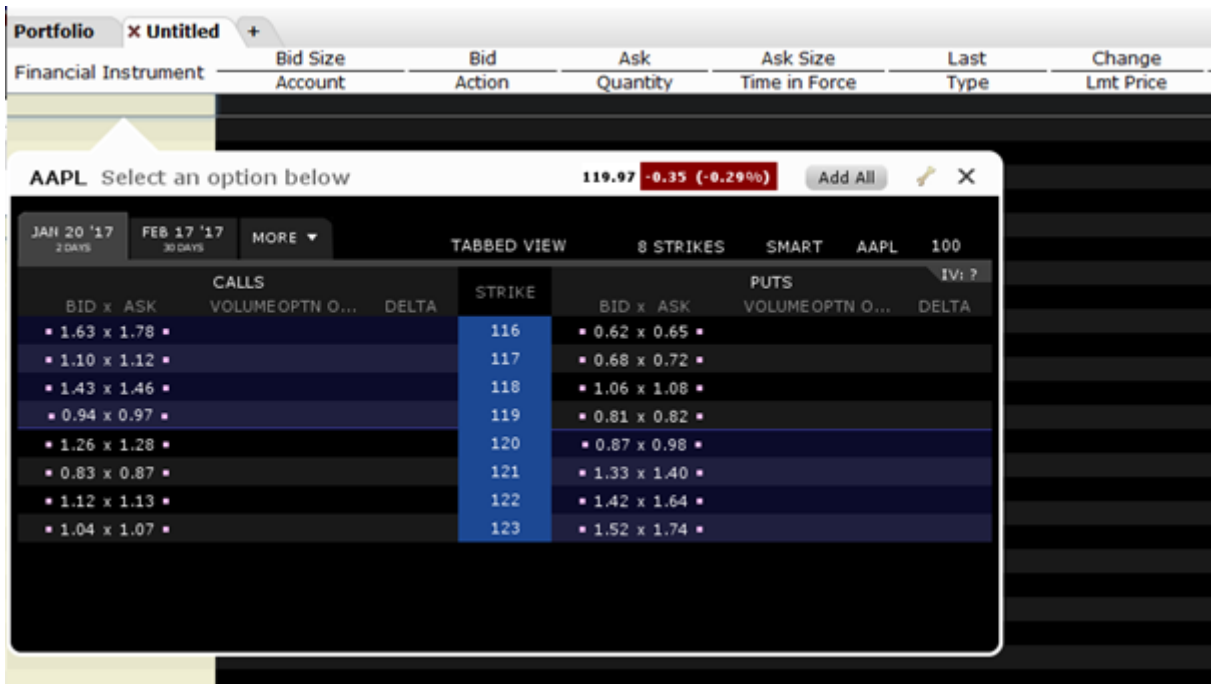 Portfolio × Untitled +
Financial Instrument Bid Size Bid Ask Ask Size Last Change
Account Action Quantity Time in Force Type Lmt Price
AAPL Select an option below 119.97 -0.35 (-0.29%) Add All ×
JAN 20 '17 FEB 17 '17 MORE ▼ TABBED VIEW 8 STRIKES SMART AAPL 100
2 DAYS 30 DAYS
IV: ?
CALLS STRIKE PUTS
BID x ASK VOLUME OPTN O... DELTA BID x ASK VOLUME OPTN O... DELTA
1.63 x 1.78 116 0.62 x 0.65
1.10 x 1.12 117 0.68 x 0.72
1.43 x 1.46 118 1.06 x 1.08
0.94 x 0.97 119 0.81 x 0.82
1.26 x 1.28 120 0.87 x 0.98
0.83 x 0.87 121 1.33 x 1.40
1.12 x 1.13 122 1.42 x 1.64
1.04 x 1.07 123 1.52 x 1.74